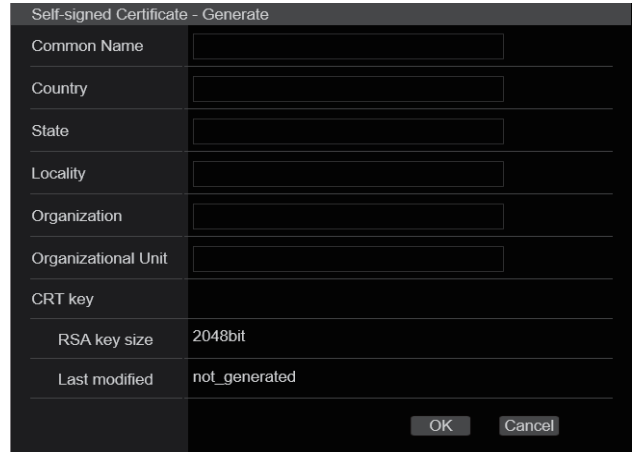 Self-signed Certificate - Generate
Common Name
Country
State
Locality
Organization
Organizational Unit
CRT key
RSA key size 2048bit
Last modified not_generated
OK Cancel